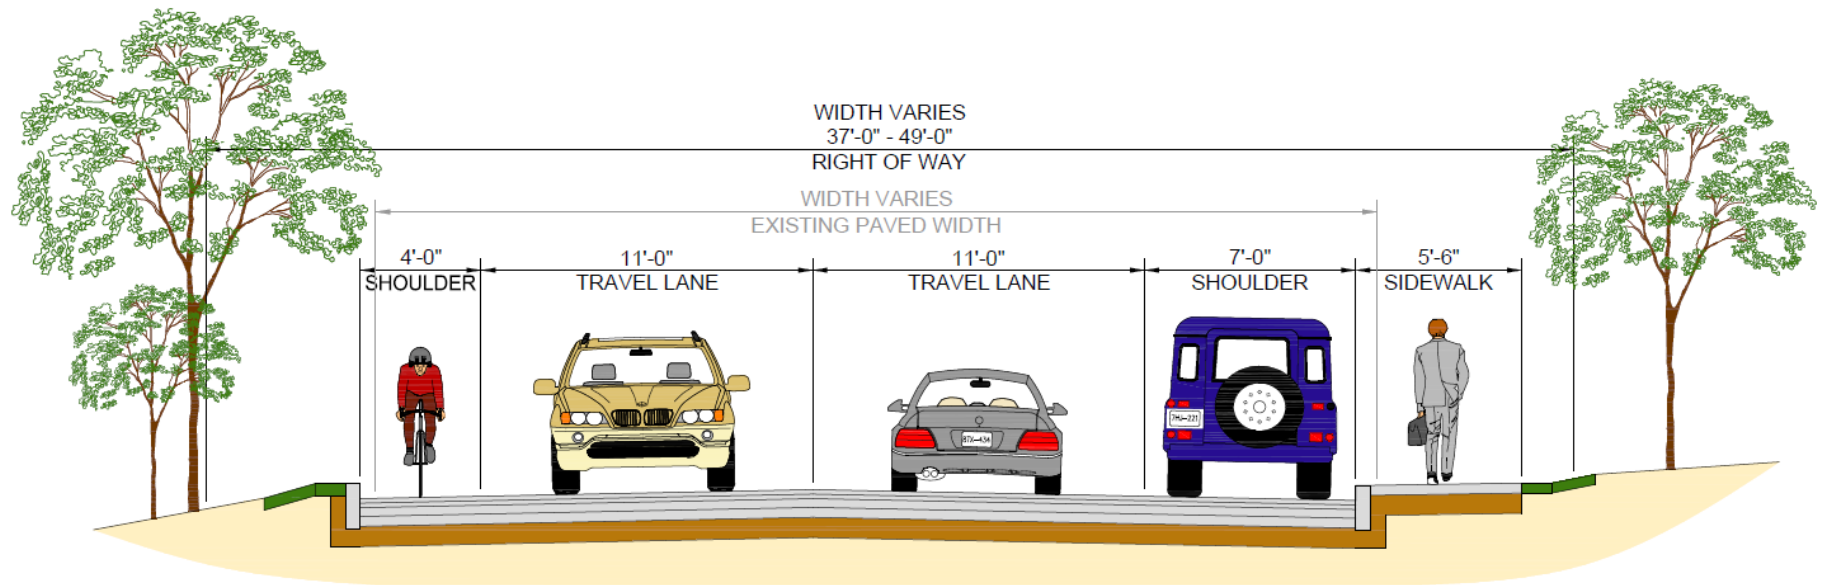 WIDTH VARIES
37'-0" - 49'-0"
RIGHT OF WAY
WIDTH VARIES
EXISTING PAVED WIDTH
4'-0" 11'-0" 11'-0" 7'-0" 5'-6"
SHOULDER TRAVEL LANE TRAVEL LANE SHOULDER SIDEWALK